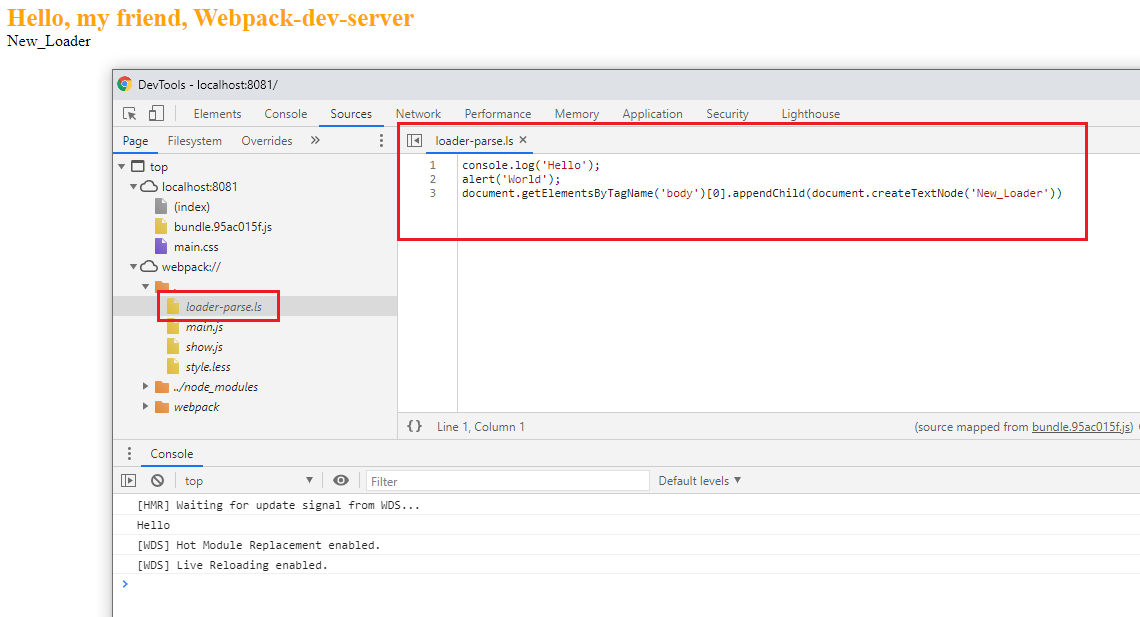 Hello, my friend, Webpack-dev-server
New_Loader
DevTools - localhost:8081/
Elements Console Sources Network Performance Memory Application Security Lighthouse
Page Filesystem Overrides »
loader-parse.ls ×
top
localhost:8081
(index)
bundle.95ac015f.js
main.css
webpack://
.
loader-parse.ls
main.js
show.js
style.less
../node_modules
webpack
1 console.log('Hello');
2 alert('World');
3 document.getElementsByTagName('body')[0].appendChild(document.createTextNode('New_Loader'))
{} Line 1, Column 1 (source mapped from bundle.95ac015f.js)
Console
top Filter Default levels
[HMR] Waiting for update signal from WDS...
Hello
[WDS] Hot Module Replacement enabled.
[WDS] Live Reloading enabled.
>